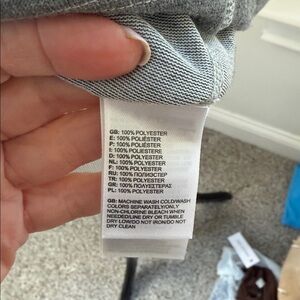 GB: 100% POLYESTER
E: 100% POLIÉSTER
P: 100% POLIÉSTER
I: 100% POLIESTERE
D: 100% POLYESTER
NL: 100% POLYESTER
F: 100% POLYESTER
RU: 100% ПОЛИЭСТЕР
TR: 100% POLYESTER
GR: 100% ΠΟΛΥΕΣΤΕΡΑΣ
PL: 100% POLYESTER
GB: MACHINE WASH COLD/WASH
COLORS SEPARATELY/ONLY
NON-CHLORINE BLEACH WHEN
NEEDED/LINE DRY OR TUMBLE
DRY LOW/DO NOT IRON/DO NOT
DRY CLEAN